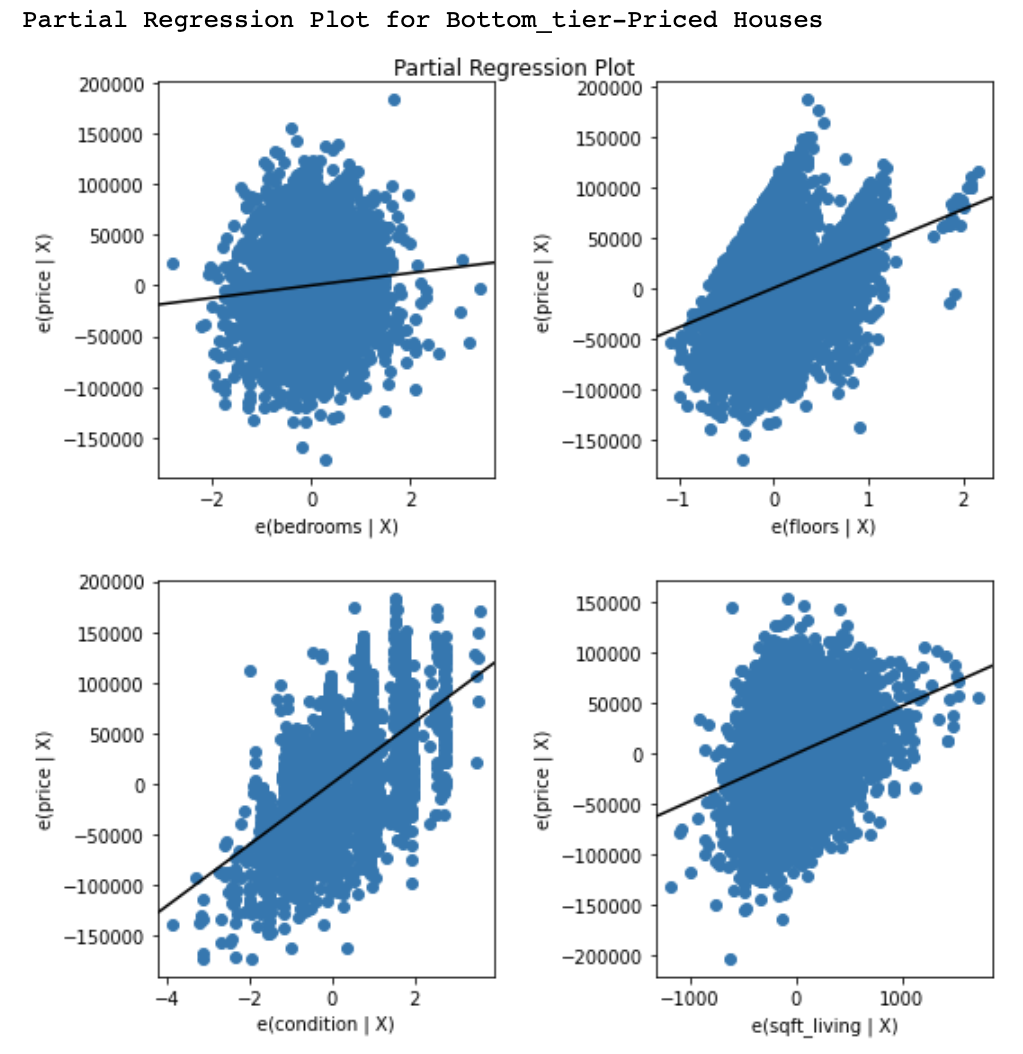 Partial Regression Plot for Bottom_tier-Priced Houses
Partial Regression Plot
200000
150000
100000
50000
0
−50000
−100000
−150000
e(price | X)
−2 0 2
e(bedrooms | X)
200000
150000
100000
50000
0
−50000
−100000
−150000
e(price | X)
−1 0 1 2
e(floors | X)
200000
150000
100000
50000
0
−50000
−100000
−150000
e(price | X)
−4 −2 0 2
e(condition | X)
150000
100000
50000
0
−50000
−100000
−150000
−200000
e(price | X)
−1000 0 1000
e(sqft_living | X)